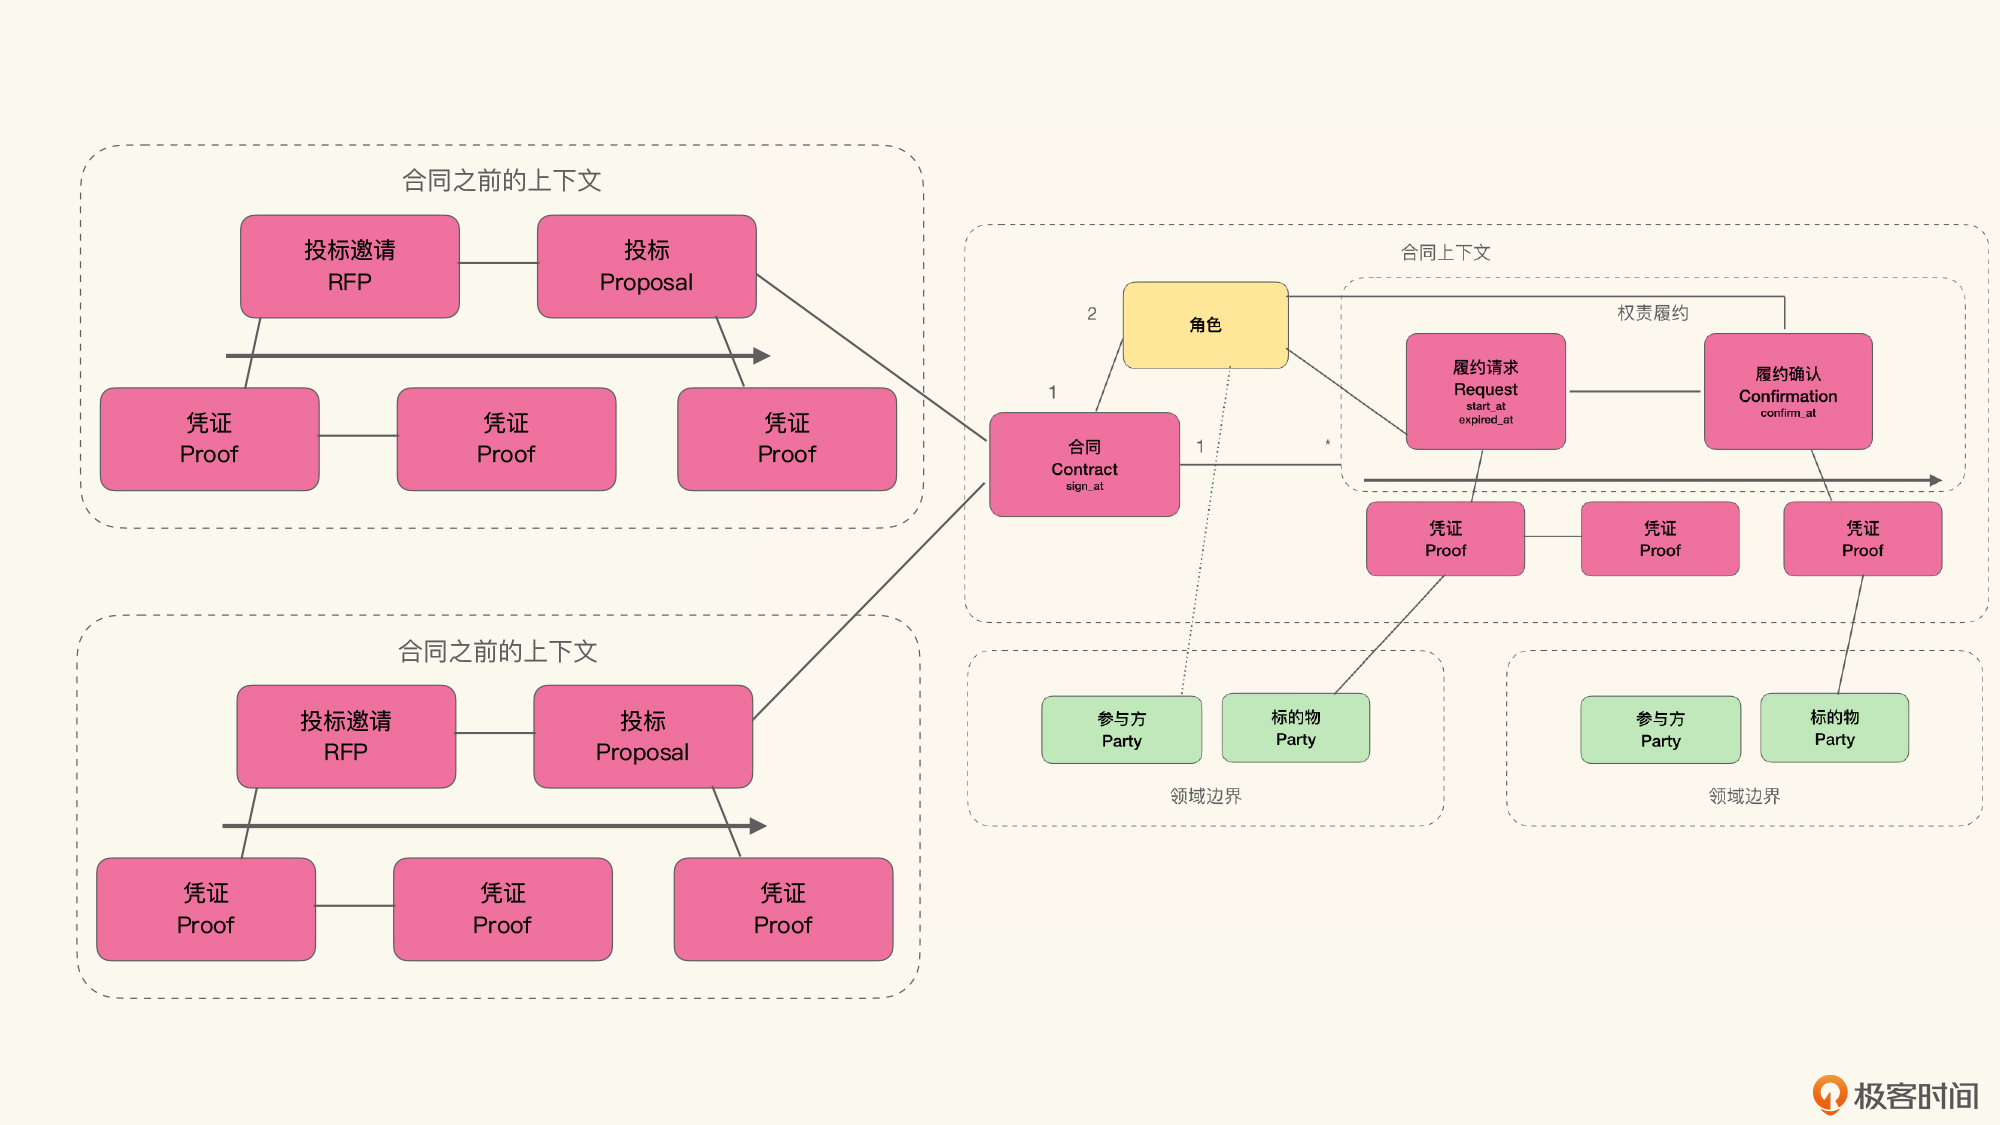 合同之前的上下文
投标邀请
RFP
投标
Proposal
凭证
Proof
凭证
Proof
凭证
Proof
合同之前的上下文
投标邀请
RFP
投标
Proposal
凭证
Proof
凭证
Proof
凭证
Proof
合同上下文
2
角色
1
合同
Contract
sign_at
1
*
权责履约
履约请求
Request
start_at
expired_at
履约确认
Confirmation
confirm_at
凭证
Proof
凭证
Proof
凭证
Proof
参与方
Party
标的物
Party
领域边界
参与方
Party
标的物
Party
领域边界
极客时间